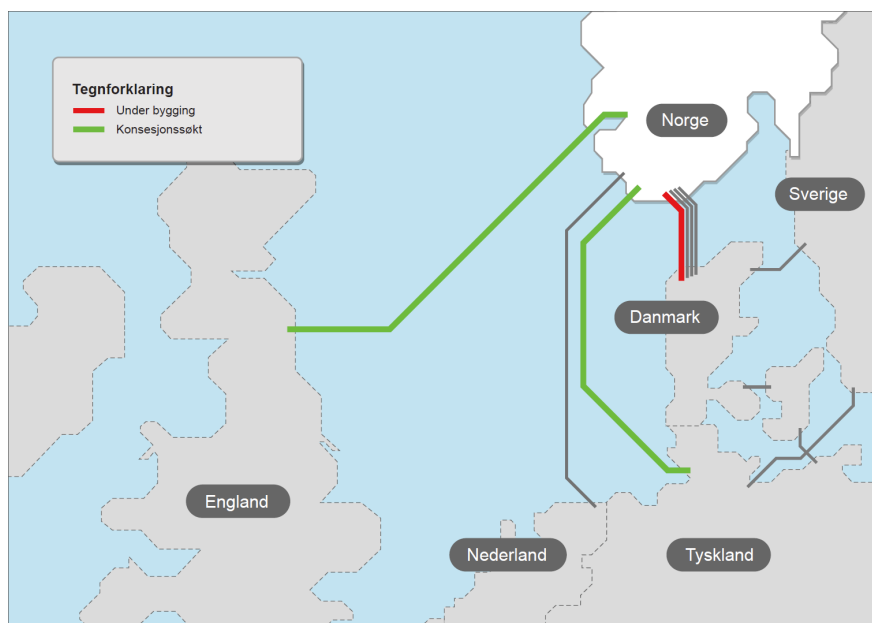 Tegnforklaring
Under bygging
Konsesjonssøkt
Norge
Sverige
Danmark
England
Nederland
Tyskland